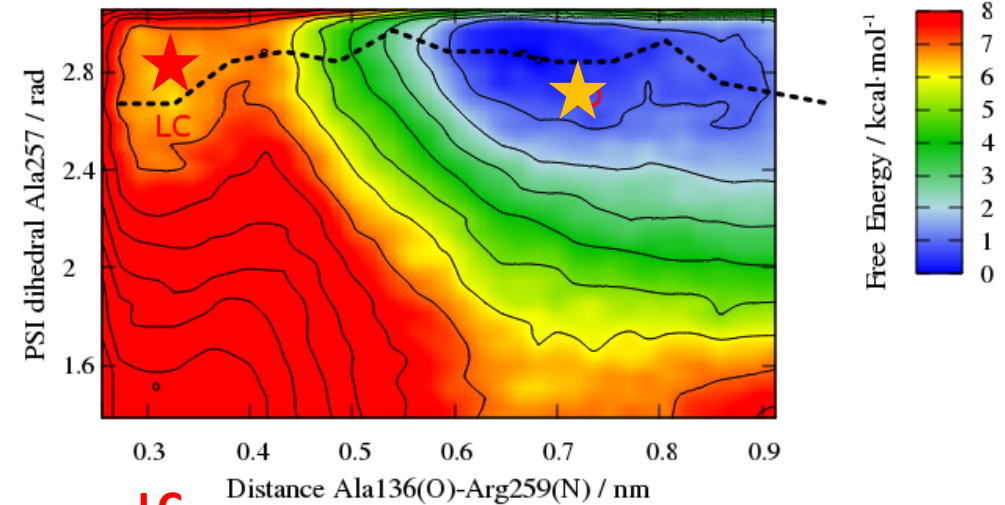 PSI dihedral Ala257 / rad
2.8
2.4
2
1.6
LC
0.3 0.4 0.5 0.6 0.7 0.8 0.9
Distance Ala136(O)-Arg259(N) / nm
LC
Free Energy / kcal·mol-1
8
7
6
5
4
3
2
1
0